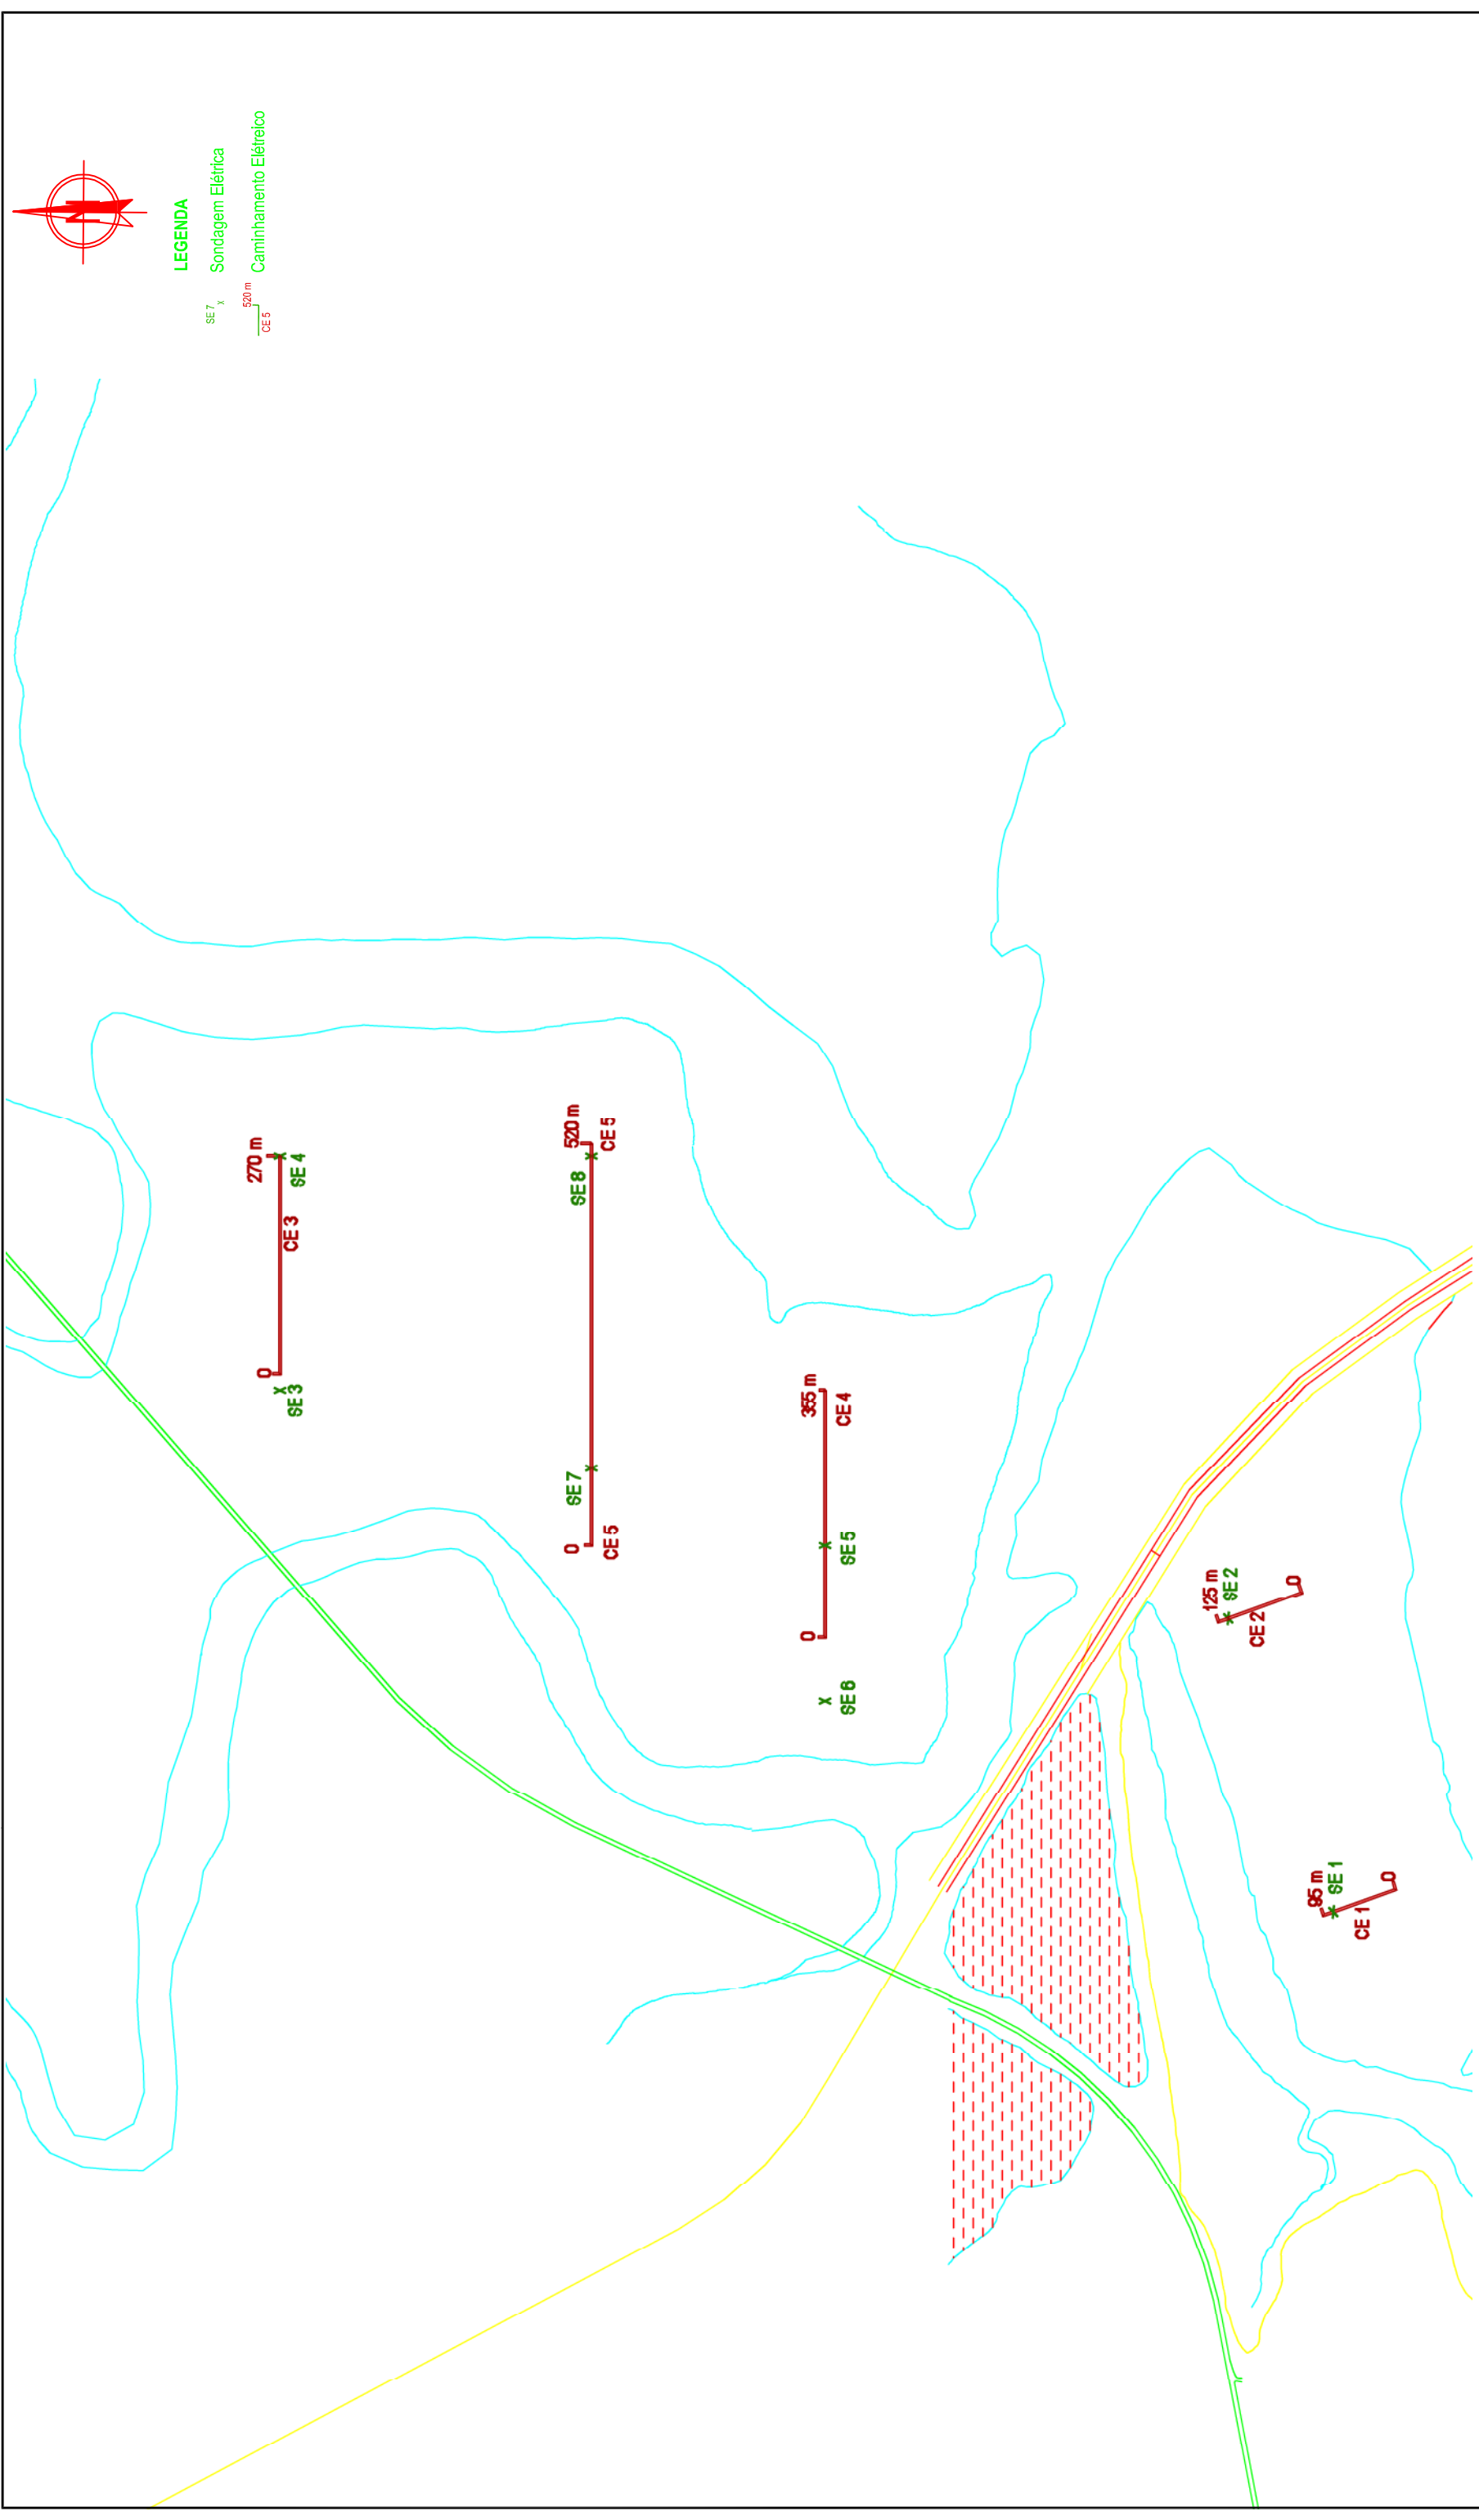 N
LEGENDA
SE 7
x
Sondagem Elétrica
520 m
CE 5
Caminhamento Elétreico
270 m
SE 4
CE 3
0
SE 3
520 m
CE 5
SE 8
SE 7
0
CE 5
365 m
CE 4
SE 5
0
SE 6
125 m
SE 2
0
CE 2
95 m
SE 1
0
CE 1